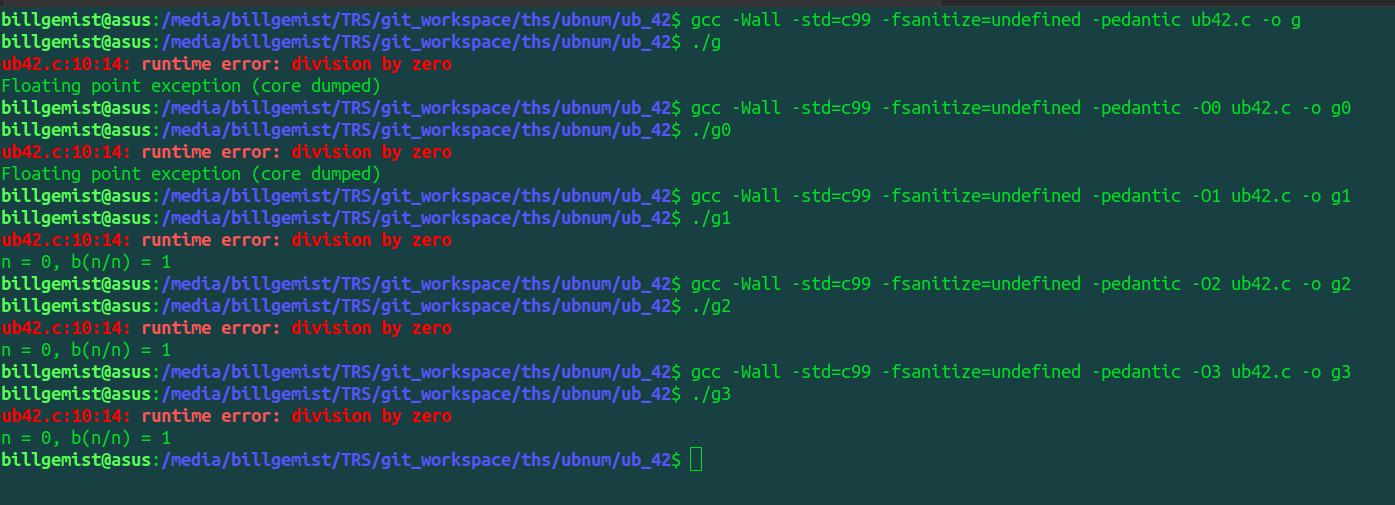 billgemist@asus:/media/billgemist/TRS/git_workspace/ths/ubnum/ub_42$ gcc -Wall -std=c99 -fsanitize=undefined -pedantic ub42.c -o g
billgemist@asus:/media/billgemist/TRS/git_workspace/ths/ubnum/ub_42$ ./g
ub42.c:10:14: runtime error: division by zero
Floating point exception (core dumped)
billgemist@asus:/media/billgemist/TRS/git_workspace/ths/ubnum/ub_42$ gcc -Wall -std=c99 -fsanitize=undefined -pedantic -O0 ub42.c -o g0
billgemist@asus:/media/billgemist/TRS/git_workspace/ths/ubnum/ub_42$ ./g0
ub42.c:10:14: runtime error: division by zero
Floating point exception (core dumped)
billgemist@asus:/media/billgemist/TRS/git_workspace/ths/ubnum/ub_42$ gcc -Wall -std=c99 -fsanitize=undefined -pedantic -O1 ub42.c -o g1
billgemist@asus:/media/billgemist/TRS/git_workspace/ths/ubnum/ub_42$ ./g1
ub42.c:10:14: runtime error: division by zero
n = 0, b(n/n) = 1
billgemist@asus:/media/billgemist/TRS/git_workspace/ths/ubnum/ub_42$ gcc -Wall -std=c99 -fsanitize=undefined -pedantic -O2 ub42.c -o g2
billgemist@asus:/media/billgemist/TRS/git_workspace/ths/ubnum/ub_42$ ./g2
ub42.c:10:14: runtime error: division by zero
n = 0, b(n/n) = 1
billgemist@asus:/media/billgemist/TRS/git_workspace/ths/ubnum/ub_42$ gcc -Wall -std=c99 -fsanitize=undefined -pedantic -O3 ub42.c -o g3
billgemist@asus:/media/billgemist/TRS/git_workspace/ths/ubnum/ub_42$ ./g3
ub42.c:10:14: runtime error: division by zero
n = 0, b(n/n) = 1
billgemist@asus:/media/billgemist/TRS/git_workspace/ths/ubnum/ub_42$